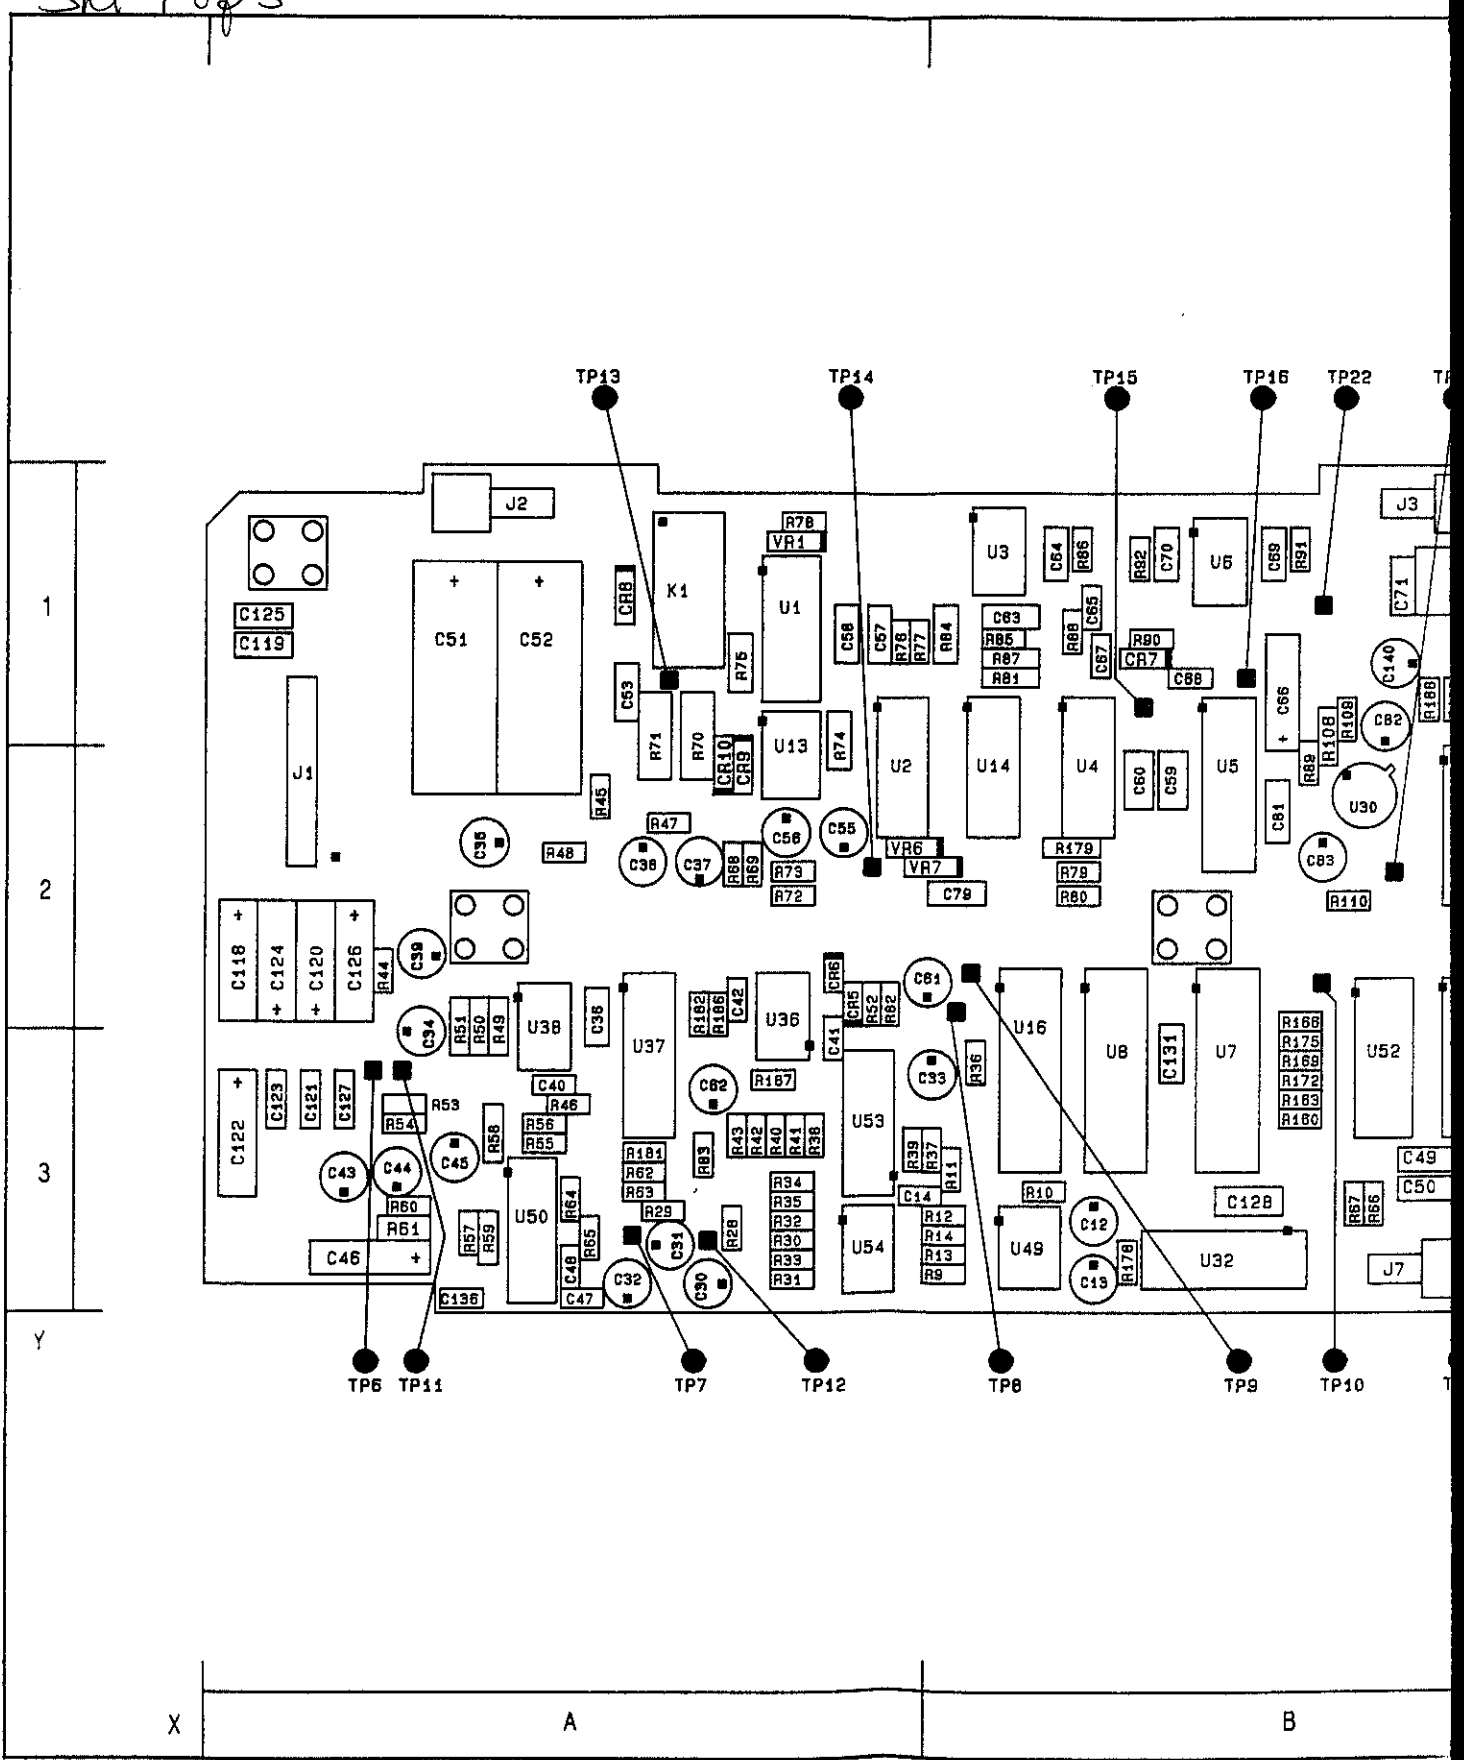 TP13 TP14 TP15 TP16 TP22
J2 J3
R78
VR1
U3 C64 R86 R92 C70 U6 C69 R91
1 C125 C51 C52 CR8 K1 U1 C58 C57 R76 R77 R84 C63 C65 C71
C119 R75 R85 R88 R90
R87 C67 CR7 C140
R81 C68
C53 C66 R188
J1 R71 R70 CR10 CR9 U13 R74 U2 U14 U4 C60 C59 U5 R89 R108 R109 C82
R45 C81 U30
R47 C56 C55
C35 R48 C38 C37 R68 R69 R73 VR6 R179 C83
VR7 R79
2 R72 C79 R80 R110
C118 C124 C120 C126 R44 C39 CR6 C61
C34 R51 R50 R49 U38 C36 U37 R182 R186 C42 U36 CR5 R52 R82 U16 U8 C131 U7 R166 U52
C41 R175
R169
C122 C123 C121 C127 C40 C62 R187 C33 R36 R172
R53 R46 R163
R54 R56 R43 R42 R40 R41 R38 U53 R160
R58 R55
C43 C44 C45 R181 R83 R39 R37 R11 C49
3 R62 R34 C50
R60 U50 R64 R63 R35 C14 R10 C12 C128 R67 R66
R61 R29 R32 R12
R57 R59 R65 C31 R28 R30 U54 R14 U49 U32
C46 C48 R33 R13 R178 J7
C32 C30 R31 R9 C13
C136 C47
Y
TP6 TP11 TP7 TP12 TP8 TP9 TP10
X A B